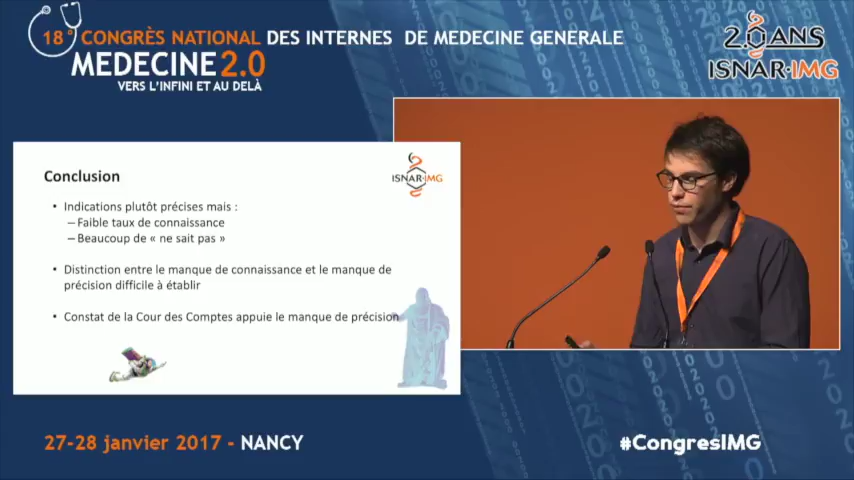 18e CONGRÈS NATIONAL DES INTERNES DE MEDECINE GENERALE
MEDECINE 2.0
VERS L'INFINI ET AU DELÀ
2.0 ANS
ISNAR-IMG
Conclusion
ISNAR-IMG
• Indications plutôt précises mais :
– Faible taux de connaissance
– Beaucoup de « ne sait pas »
• Distinction entre le manque de connaissance et le manque de
précision difficile à établir
• Constat de la Cour des Comptes appuie le manque de précision
27-28 janvier 2017 - NANCY
#CongresIMG